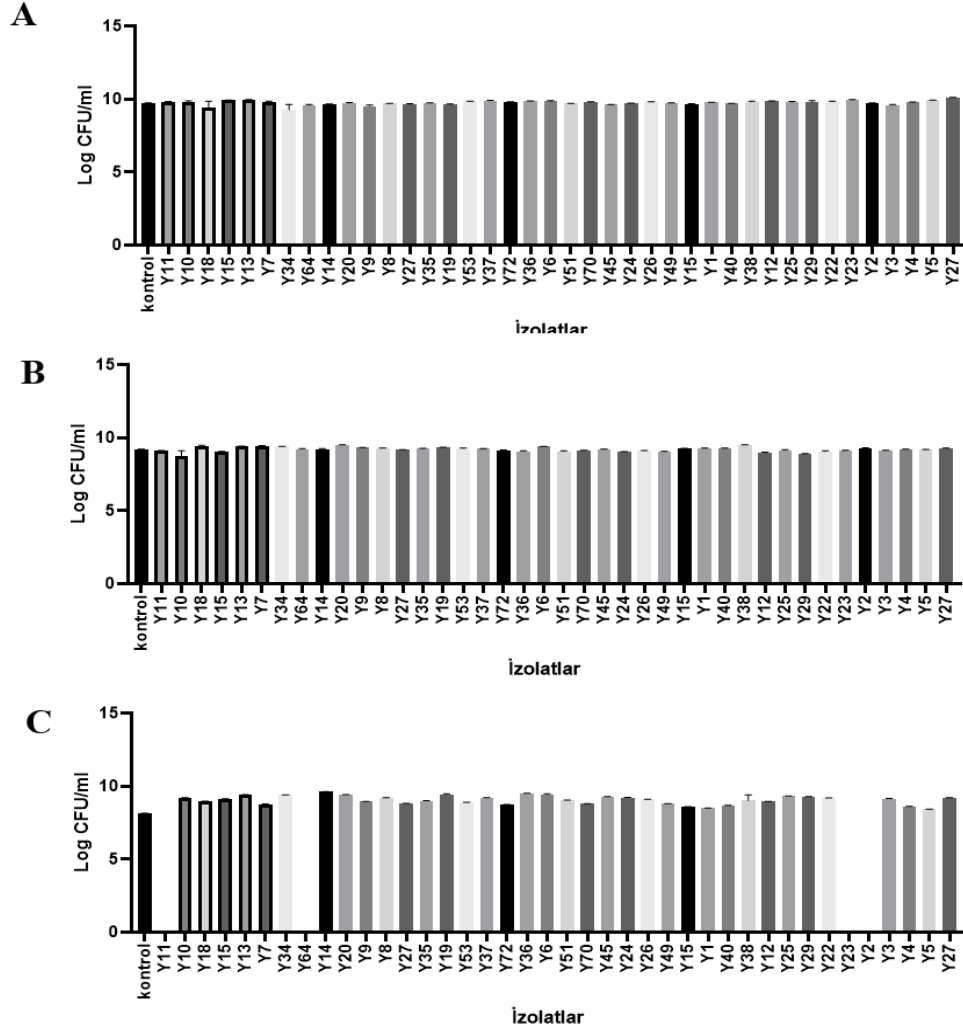 A
15
10
5
0
Log CFU/ml
kontrol Y11 Y10 Y18 Y15 Y13 Y7 Y34 Y64 Y14 Y20 Y9 Y8 Y27 Y35 Y19 Y53 Y37 Y72 Y36 Y6 Y51 Y70 Y45 Y24 Y26 Y49 Y15 Y1 Y40 Y38 Y12 Y25 Y29 Y22 Y23 Y2 Y3 Y4 Y5 Y27
İzolatlar
B
15
10
5
0
Log CFU/ml
kontrol Y11 Y10 Y18 Y15 Y13 Y7 Y34 Y64 Y14 Y20 Y9 Y8 Y27 Y35 Y19 Y53 Y37 Y72 Y36 Y6 Y51 Y70 Y45 Y24 Y26 Y49 Y15 Y1 Y40 Y38 Y12 Y25 Y29 Y22 Y23 Y2 Y3 Y4 Y5 Y27
İzolatlar
C
15
10
5
0
Log CFU/ml
kontrol Y11 Y10 Y18 Y15 Y13 Y7 Y34 Y64 Y14 Y20 Y9 Y8 Y27 Y35 Y19 Y53 Y37 Y72 Y36 Y6 Y51 Y70 Y45 Y24 Y26 Y49 Y15 Y1 Y40 Y38 Y12 Y25 Y29 Y22 Y23 Y2 Y3 Y4 Y5 Y27
İzolatlar